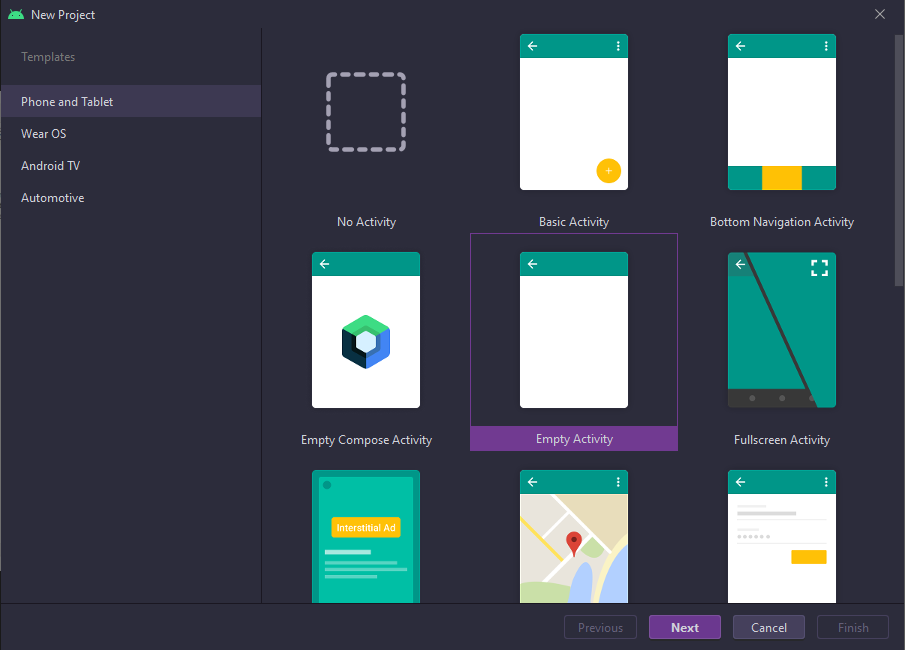 New Project
Templates
Phone and Tablet
Wear OS
Android TV
Automotive
No Activity
Basic Activity
Bottom Navigation Activity
Empty Compose Activity
Empty Activity
Fullscreen Activity
Interstitial Ad
Previous
Next
Cancel
Finish